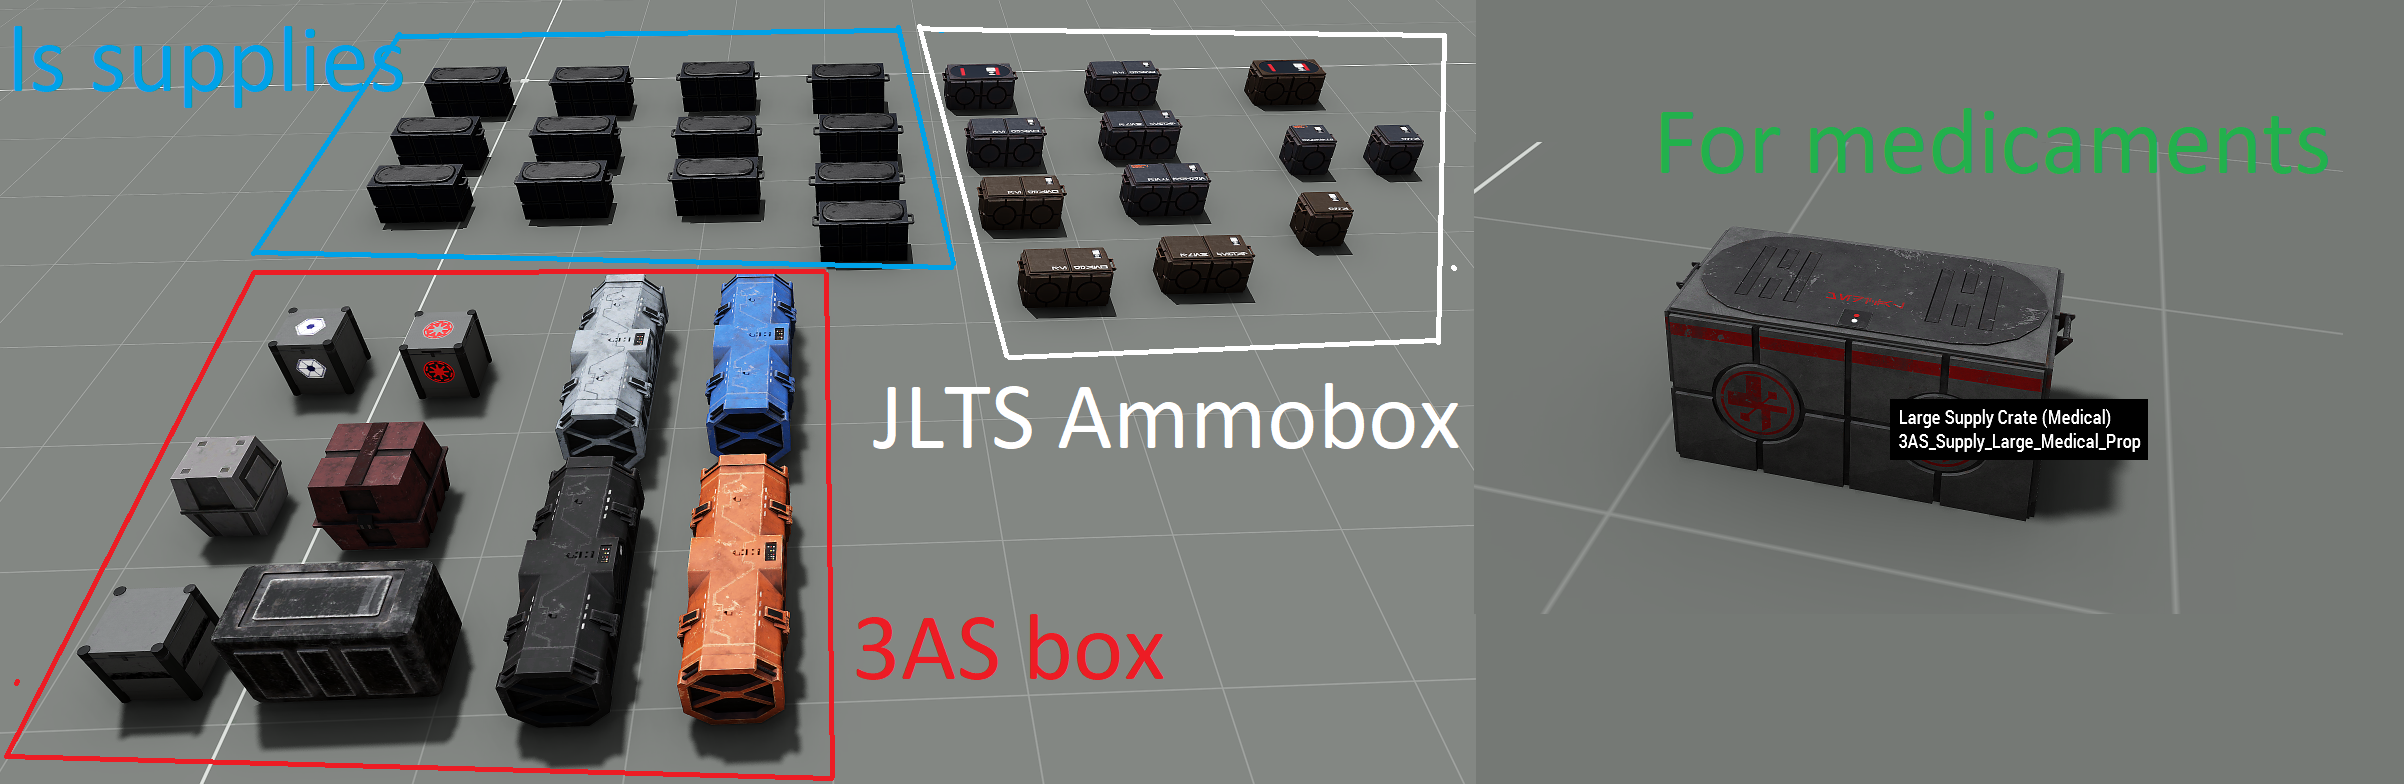 ls supplies
JLTS Ammobox
3AS box
For medicaments
Large Supply Crate (Medical)
3AS_Supply_Large_Medical_Prop